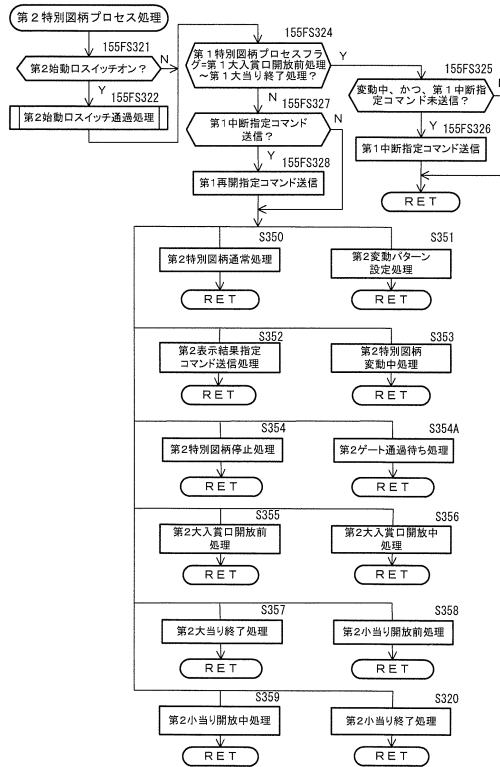 第2特別図柄プロセス処理
155FS321
第2始動口スイッチオン？
N
Y
155FS322
第2始動口スイッチ通過処理
155FS324
第1特別図柄プロセスフラ
グ=第1大入賞口開放前処理
～第1大当り終了処理？
Y
N
155FS325
変動中、かつ、第1中断指
定コマンド未送信？
N
Y
155FS326
第1中断指定コマンド送信
RET
155FS327
第1中断指定コマンド
送信？
N
Y
155FS328
第1再開指定コマンド送信
S350
第2特別図柄通常処理
RET
S351
第2変動パターン
設定処理
RET
S352
第2表示結果指定
コマンド送信処理
RET
S353
第2特別図柄
変動中処理
RET
S354
第2特別図柄停止処理
RET
S354A
第2ゲート通過待ち処理
RET
S355
第2大入賞口開放前
処理
RET
S356
第2大入賞口開放中
処理
RET
S357
第2大当り終了処理
RET
S358
第2小当り開放前処理
RET
S359
第2小当り開放中処理
RET
S320
第2小当り終了処理
RET